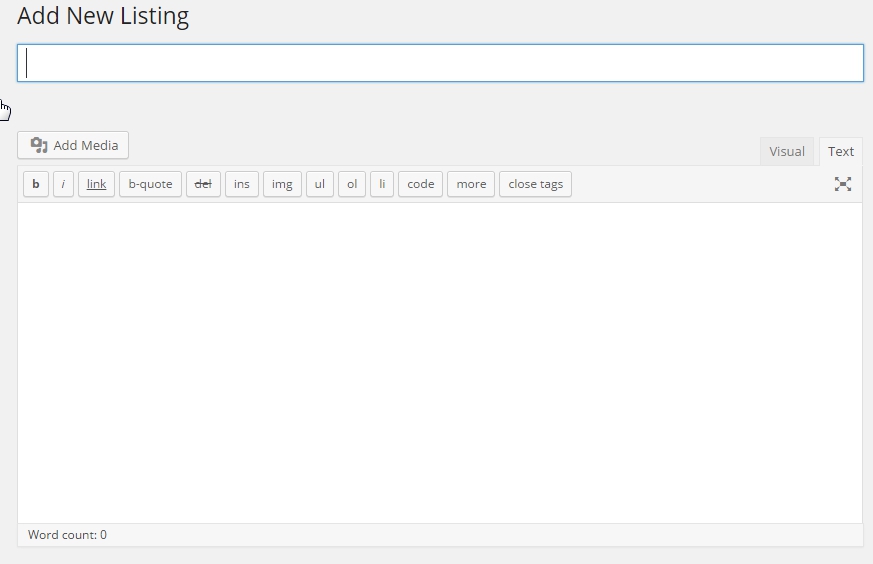 Add New Listing
Add Media
Visual Text
b i link b-quote del ins img ul ol li code more close tags
Word count: 0